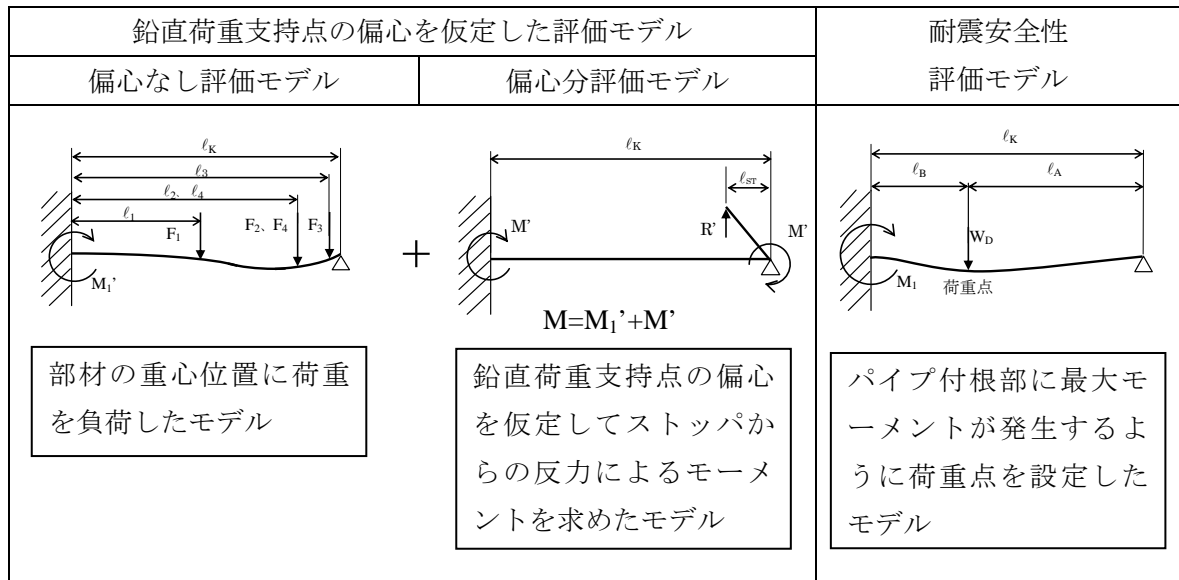 鉛直荷重支持点の偏心を仮定した評価モデル
耐震安全性
評価モデル
偏心なし評価モデル
偏心分評価モデル
ℓK
ℓ3
ℓ2、ℓ4
ℓ1
F1
F2、F4
F3
M1’
+
ℓK
ℓST
M’
R’
M’
M=M1’+M’
ℓK
ℓB
ℓA
WD
M1
荷重点
部材の重心位置に荷重
を負荷したモデル
鉛直荷重支持点の偏心
を仮定してストッパか
らの反力によるモーメ
ントを求めたモデル
パイプ付根部に最大モ
ーメントが発生するよ
うに荷重点を設定した
モデル